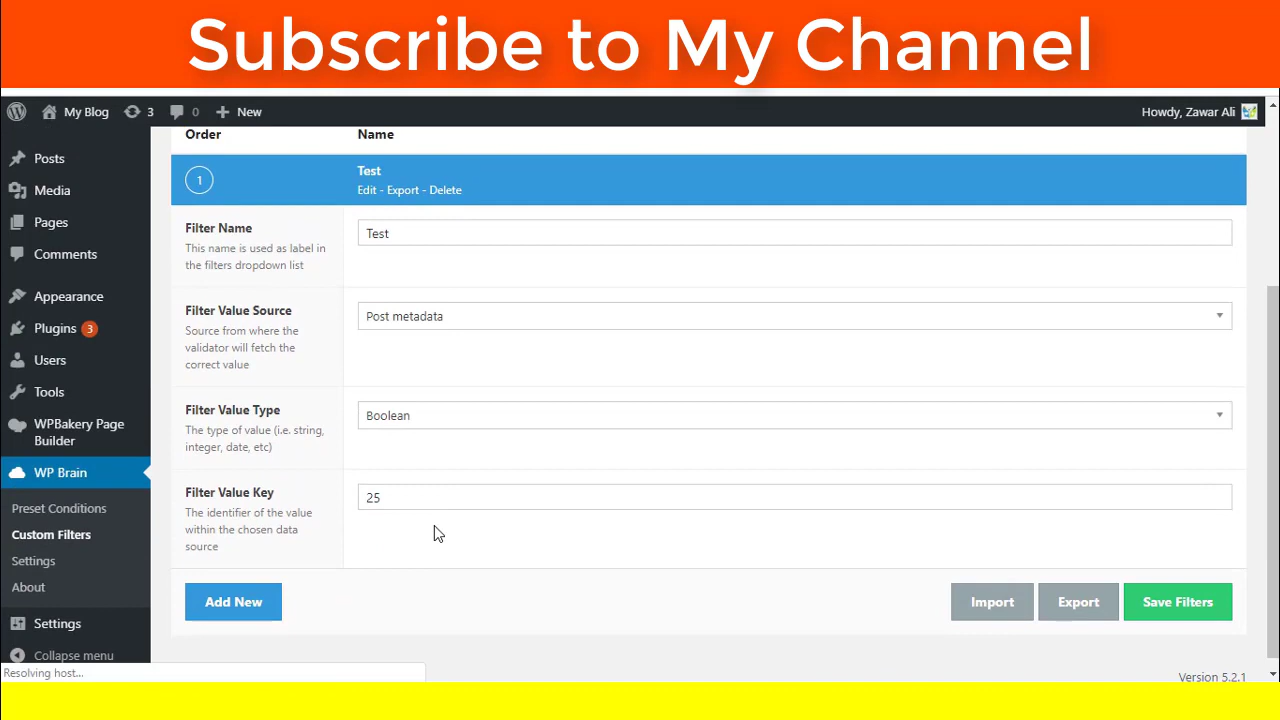 Subscribe to My Channel
My Blog
3
0
New
Howdy, Zawar Ali
Posts
Media
Pages
Comments
Appearance
Plugins 3
Users
Tools
WPBakery Page
Builder
WP Brain
Preset Conditions
Custom Filters
Settings
About
Settings
Collapse menu
Order
Name
1
Test
Edit - Export - Delete
Filter Name
This name is used as label in
the filters dropdown list
Test
Filter Value Source
Source from where the
validator will fetch the
correct value
Post metadata
Filter Value Type
The type of value (i.e. string,
integer, date, etc)
Boolean
Filter Value Key
The identifier of the value
within the chosen data
source
25
Add New
Import
Export
Save Filters
Resolving host...
Version 5.2.1